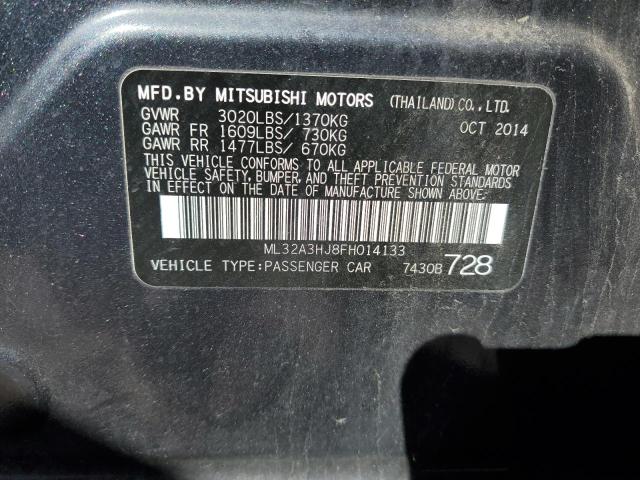 MFD.BY MITSUBISHI MOTORS (THAILAND)CO.,LTD.
GVWR 3020LBS/1370KG OCT 2014
GAWR FR 1609LBS/ 730KG
GAWR RR 1477LBS/ 670KG
THIS VEHICLE CONFORMS TO ALL APPLICABLE FEDERAL MOTOR
VEHICLE SAFETY, BUMPER, AND THEFT PREVENTION STANDARDS
IN EFFECT ON THE DATE OF MANUFACTURE SHOWN ABOVE.
ML32A3HJ8FH014133
VEHICLE TYPE:PASSENGER CAR 7430B 728